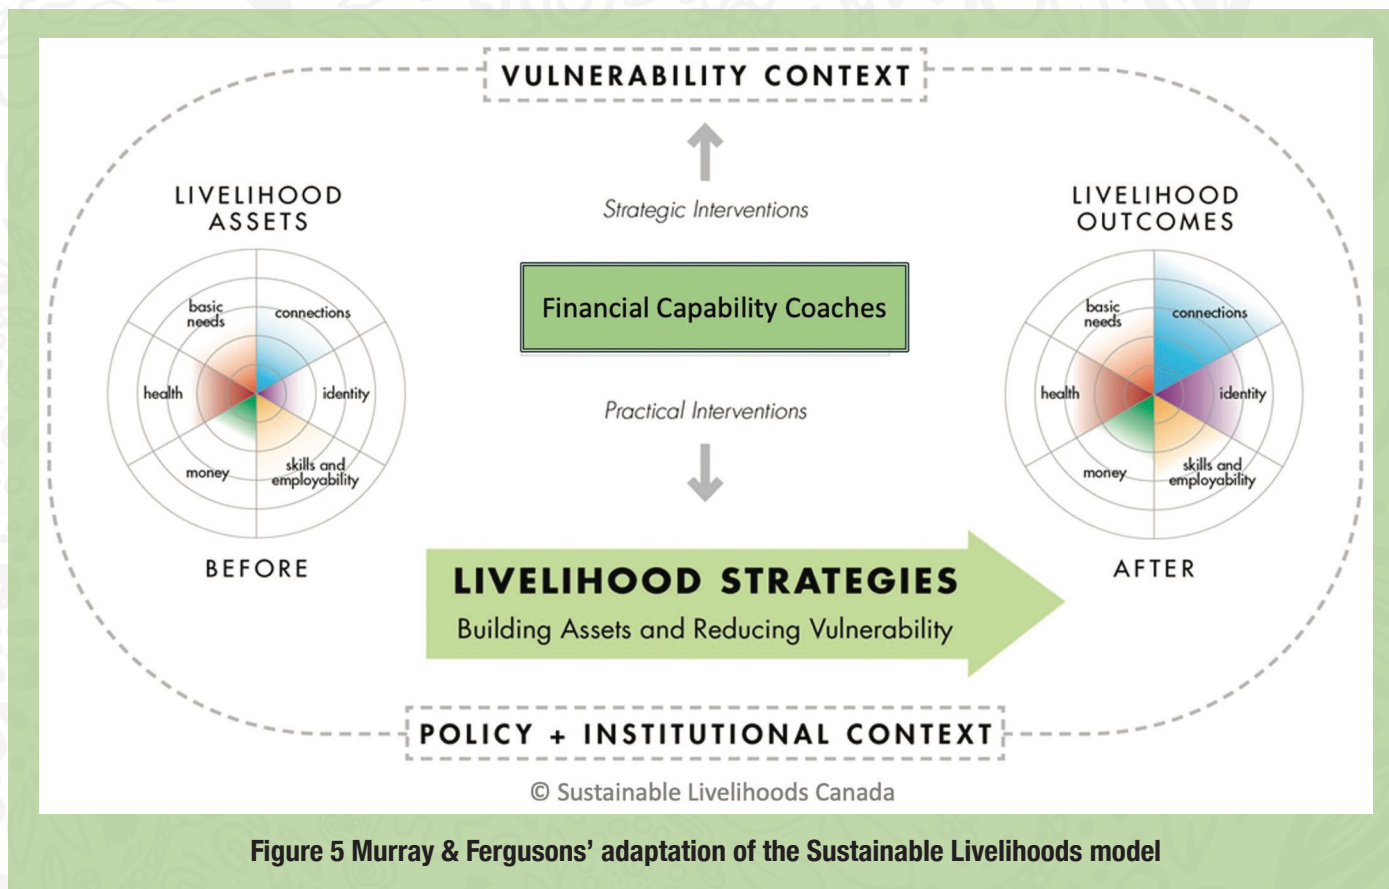 VULNERABILITY CONTEXT
LIVELIHOOD
ASSETS
basic
needs
connections
health
identity
money
skills and
employability
BEFORE
Strategic Interventions
Financial Capability Coaches
Practical Interventions
LIVELIHOOD
OUTCOMES
basic
needs
connections
health
identity
money
skills and
employability
AFTER
LIVELIHOOD STRATEGIES
Building Assets and Reducing Vulnerability
POLICY + INSTITUTIONAL CONTEXT
© Sustainable Livelihoods Canada
Figure 5 Murray & Fergusons’ adaptation of the Sustainable Livelihoods model